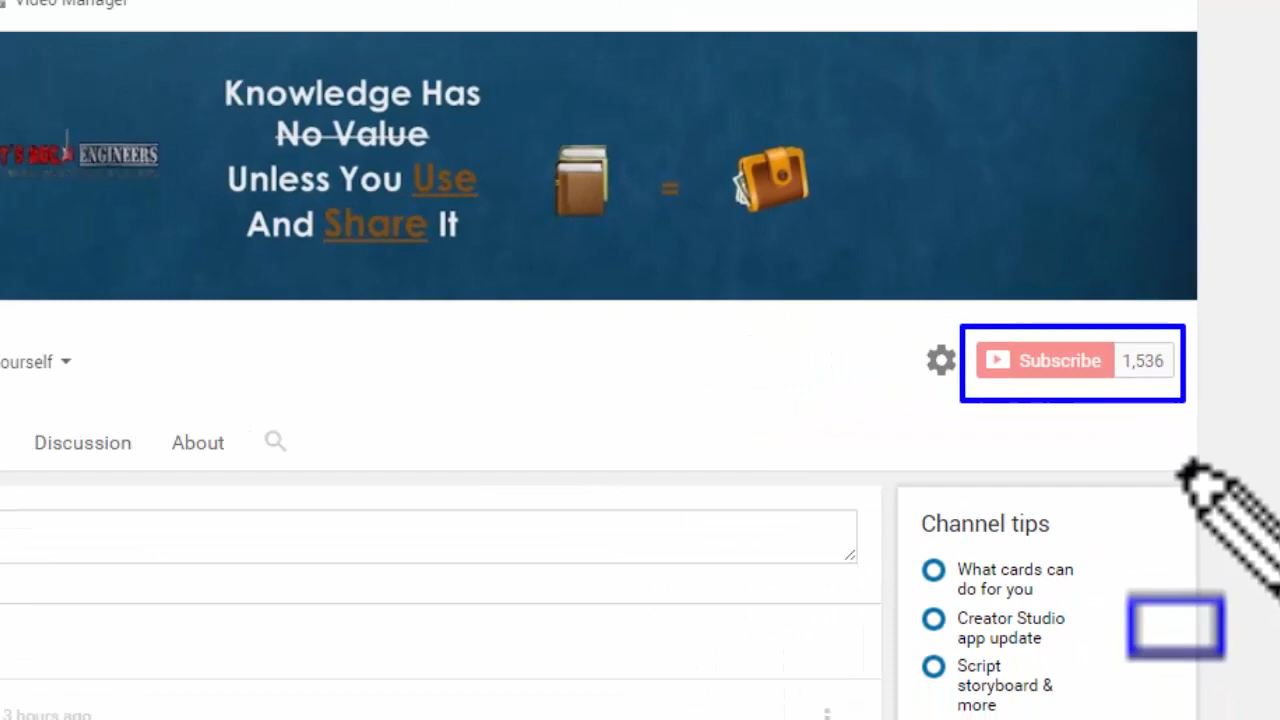 Video Manager
Knowledge Has
No Value
ENGINEERS
Unless You Use
And Share It
ourself
Subscribe 1,536
Discussion About
Channel tips
What cards can
do for you
Creator Studio
app update
Script
storyboard &
more
3 hours ago